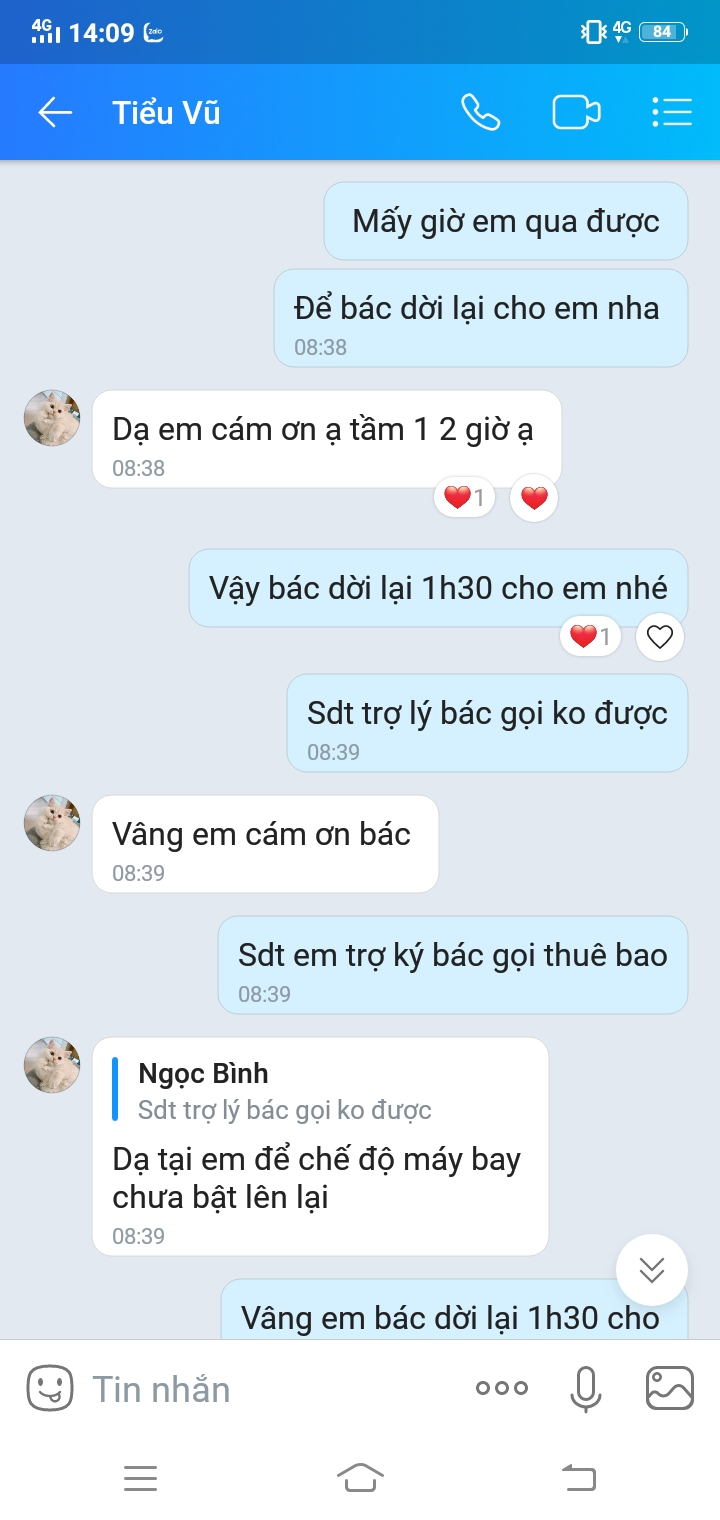 4G 14:09 Zalo 4G 84
Tiểu Vũ
Mấy giờ em qua được
Để bác dời lại cho em nha
08:38
Dạ em cám ơn ạ tầm 1 2 giờ ạ
08:38
1
Vậy bác dời lại 1h30 cho em nhé
1
Sdt trợ lý bác gọi ko được
08:39
Vâng em cám ơn bác
08:39
Sdt em trợ ký bác gọi thuê bao
08:39
Ngọc Bình
Sdt trợ lý bác gọi ko được
Dạ tại em để chế độ máy bay
chưa bật lên lại
08:39
Vâng em bác dời lại 1h30 cho
Tin nhắn